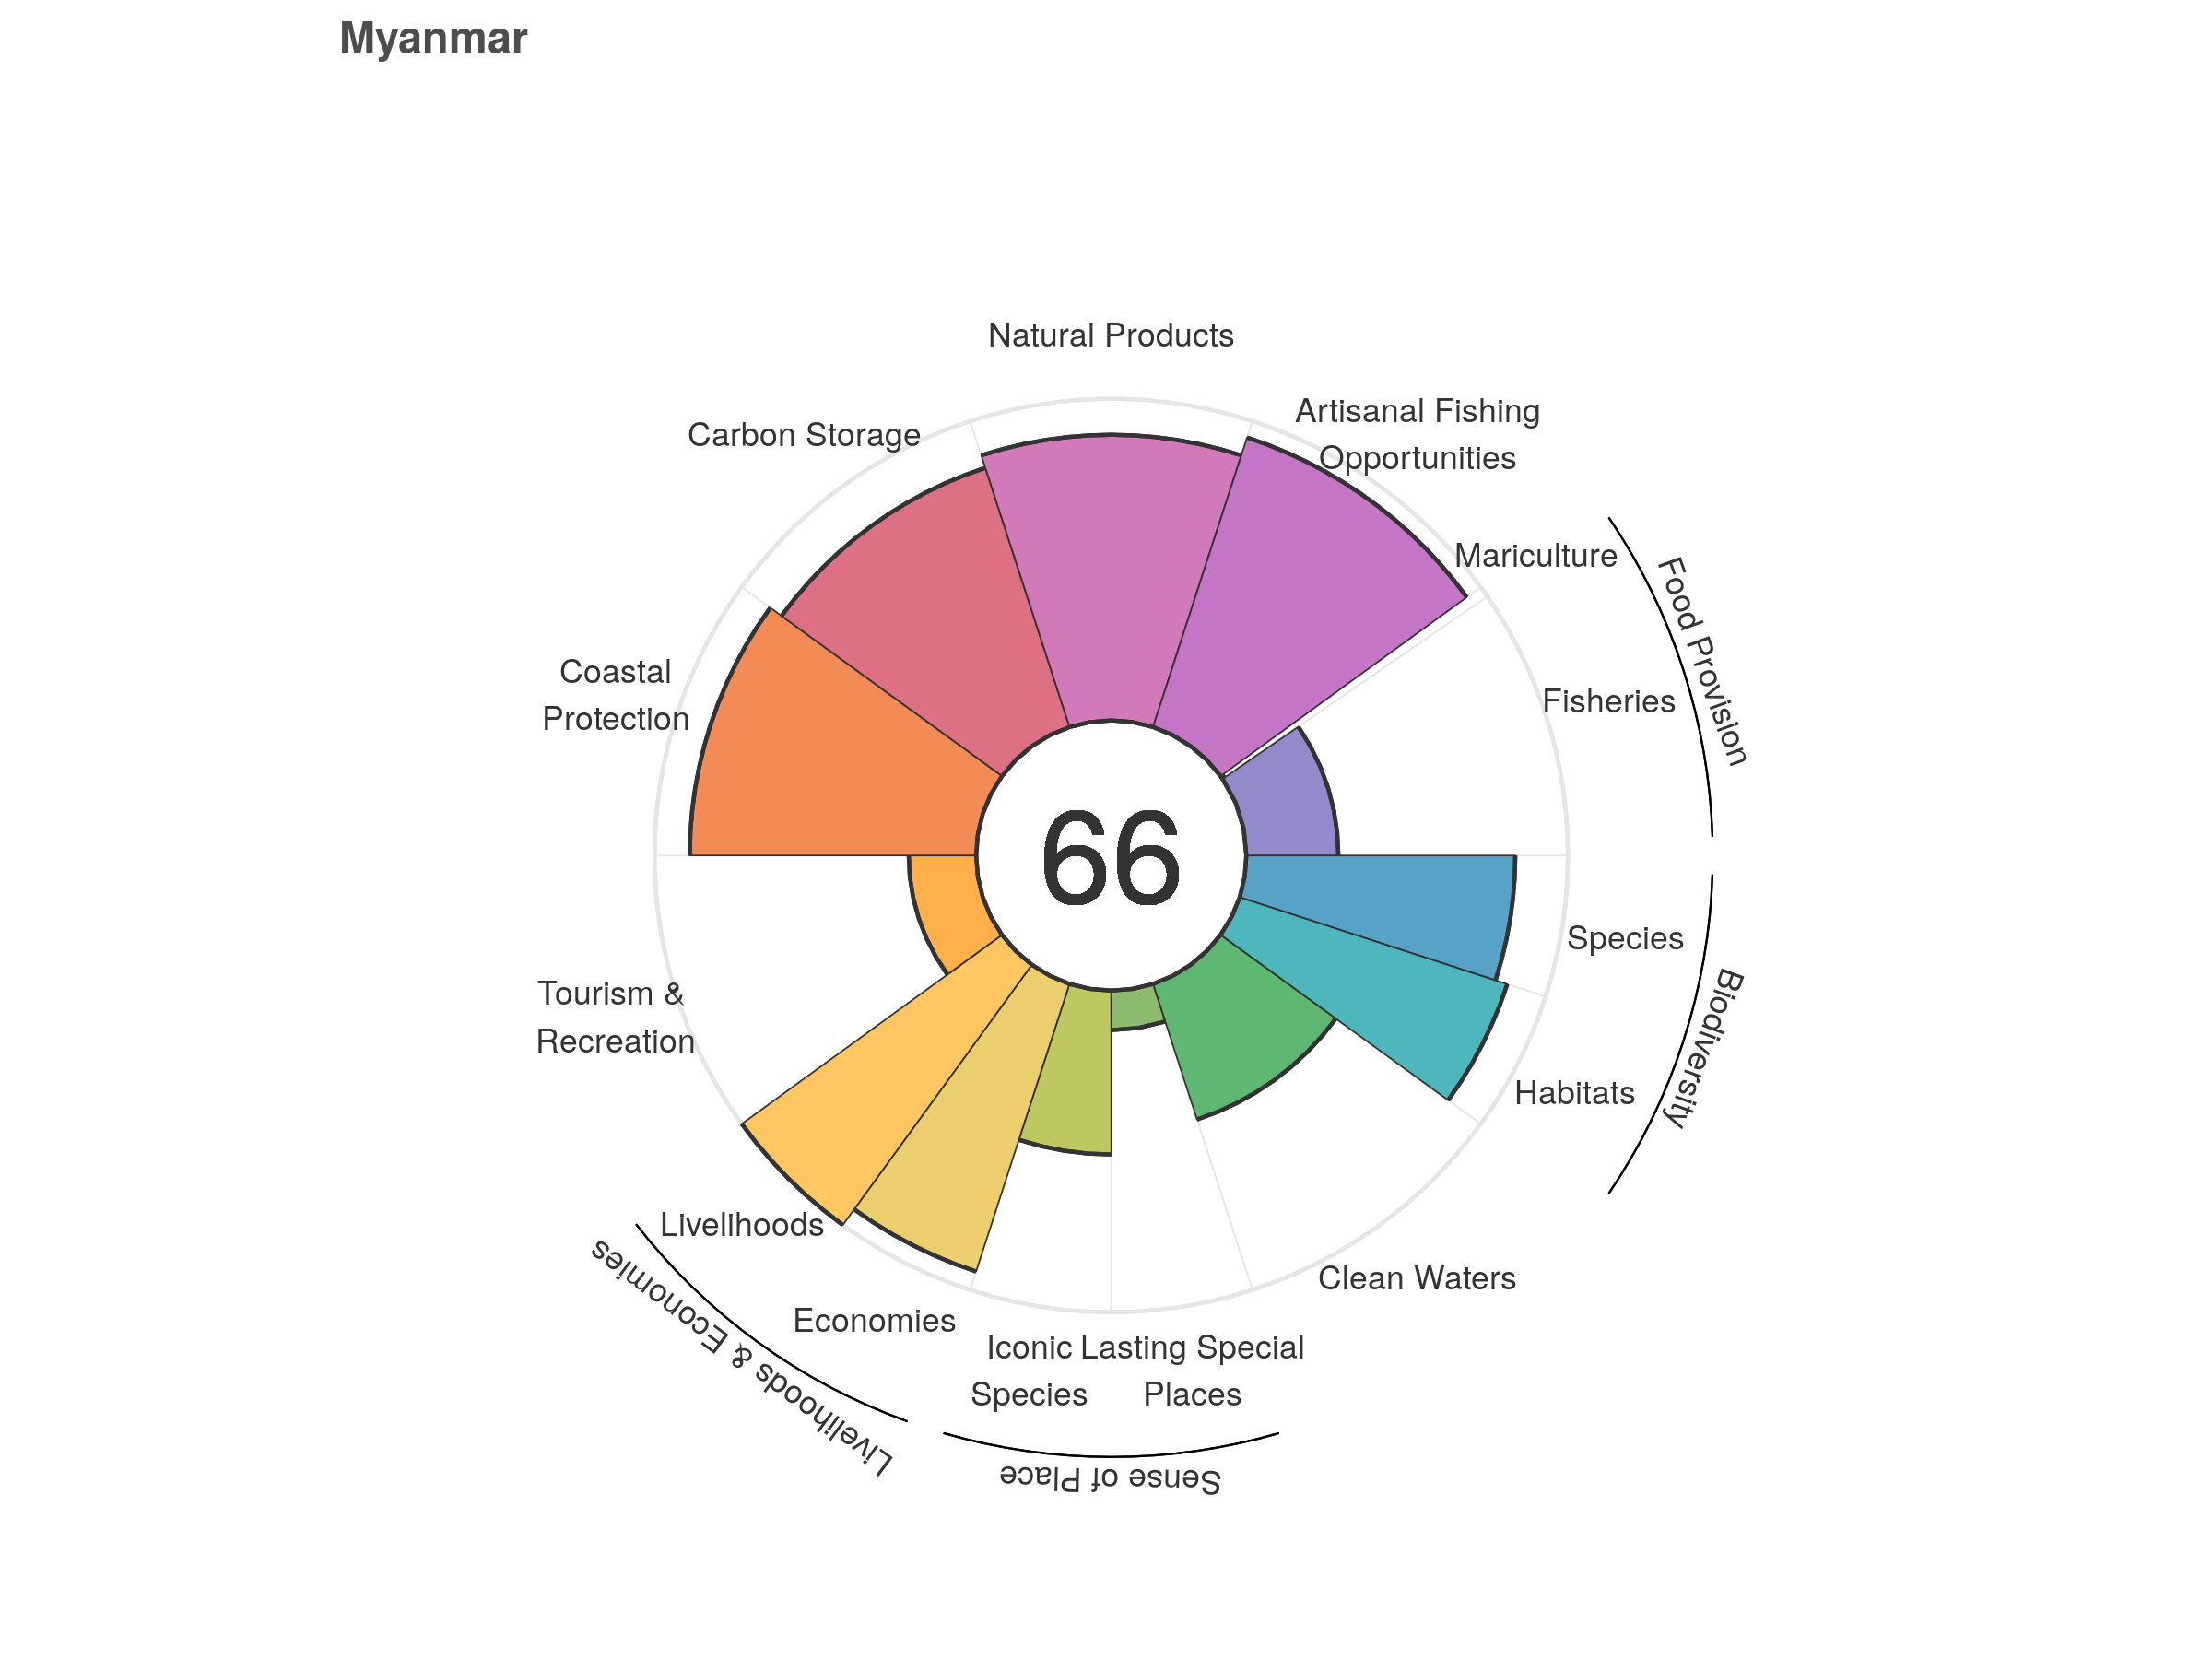 Myanmar
Natural Products
Artisanal Fishing
Opportunities
Carbon Storage
Mariculture
Food Provision
Coastal
Protection
Fisheries
66
Species
Biodiversity
Tourism &
Recreation
Habitats
Livelihoods
Clean Waters
Livelihoods & Economies
Economies
Iconic
Species
Lasting Special
Places
Sense of Place